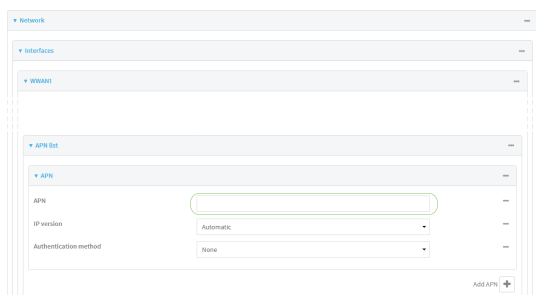 Network
Interfaces
WWAN1
APN list
APN
APN
IP version
Automatic
Authentication method
None
Add APN